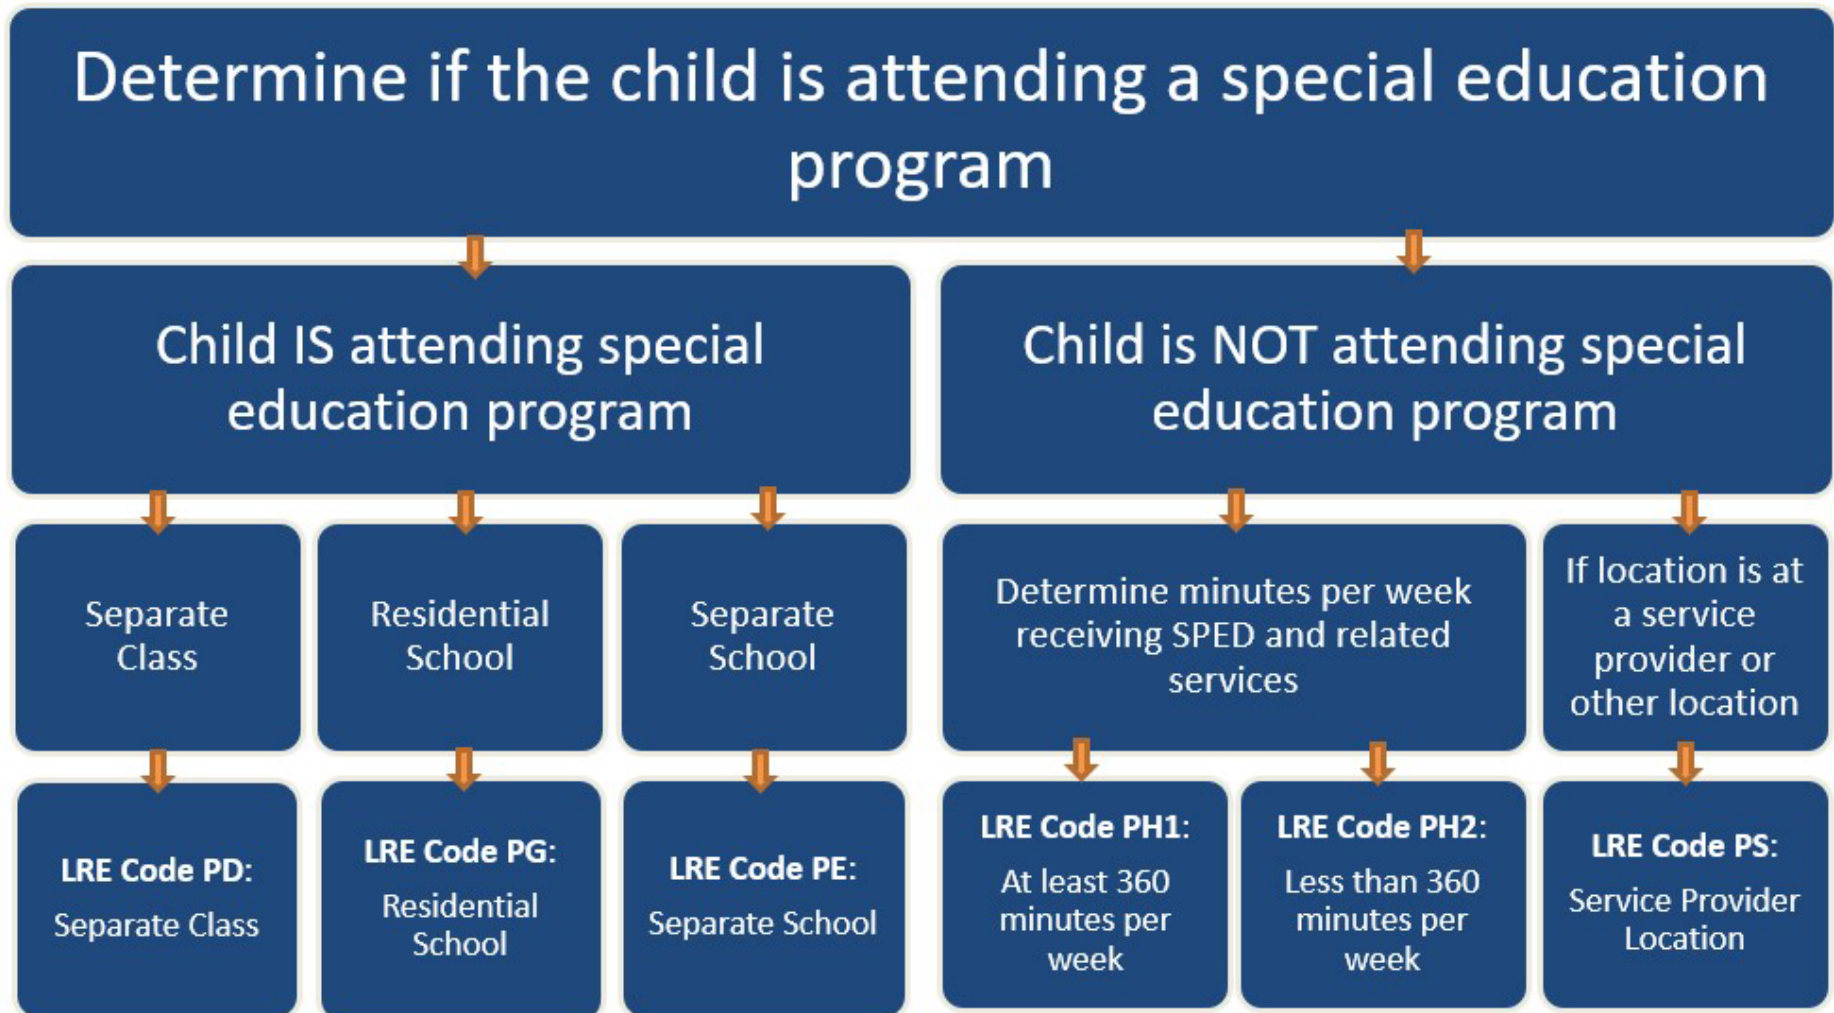 Determine if the child is attending a special education
program
Child IS attending special
education program
Child is NOT attending special
education program
Separate
Class
Residential
School
Separate
School
Determine minutes per week
receiving SPED and related
services
If location is at
a service
provider or
other location
LRE Code PD:
Separate Class
LRE Code PG:
Residential
School
LRE Code PE:
Separate School
LRE Code PH1:
At least 360
minutes per
week
LRE Code PH2:
Less than 360
minutes per
week
LRE Code PS:
Service Provider
Location